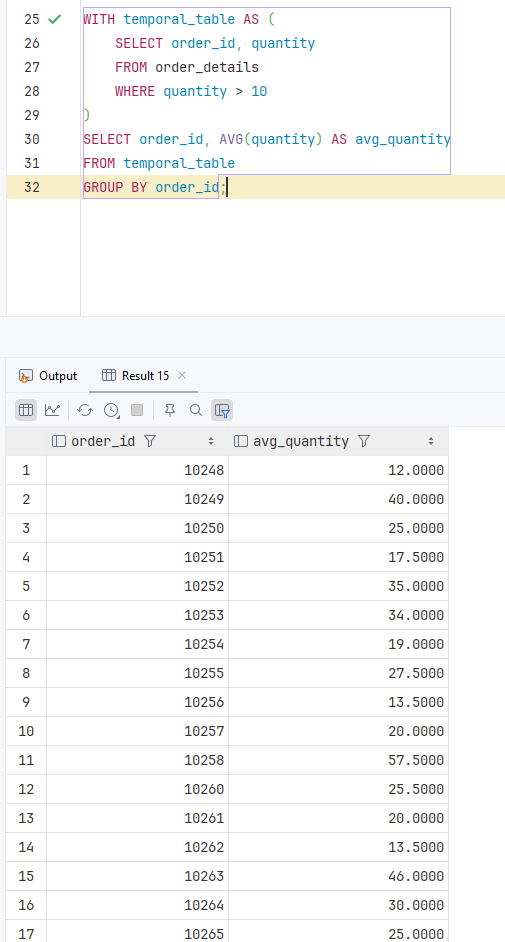 25 WITH temporal_table AS (
26 SELECT order_id, quantity
27 FROM order_details
28 WHERE quantity > 10
29 )
30 SELECT order_id, AVG(quantity) AS avg_quantity
31 FROM temporal_table
32 GROUP BY order_id;
Output Result 15
order_id avg_quantity
1 10248 12.0000
2 10249 40.0000
3 10250 25.0000
4 10251 17.5000
5 10252 35.0000
6 10253 34.0000
7 10254 19.0000
8 10255 27.5000
9 10256 13.5000
10 10257 20.0000
11 10258 57.5000
12 10260 25.5000
13 10261 20.0000
14 10262 13.5000
15 10263 46.0000
16 10264 30.0000
17 10265 25.0000